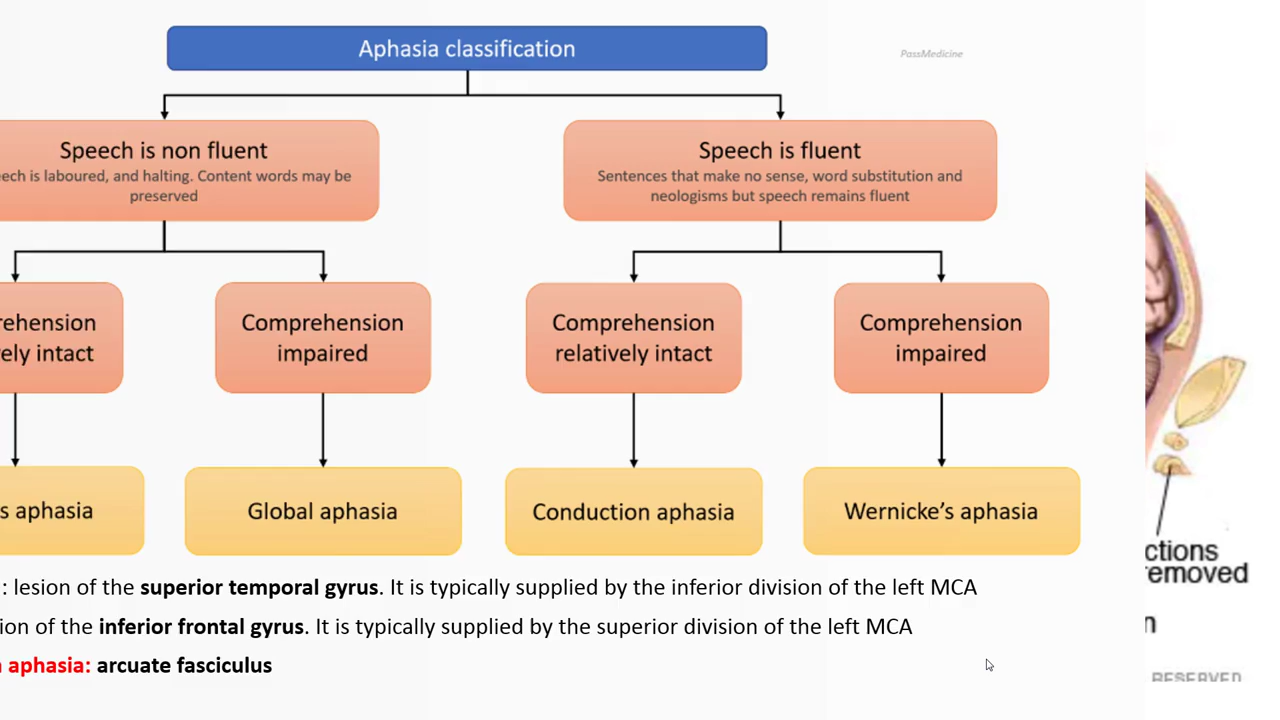 Aphasia classification
PassMedicine
Speech is non fluent
ech is laboured, and halting. Content words may be
preserved
Speech is fluent
Sentences that make no sense, word substitution and
neologisms but speech remains fluent
rehension
ely intact
Comprehension
impaired
Comprehension
relatively intact
Comprehension
impaired
s aphasia
Global aphasia
Conduction aphasia
Wernicke's aphasia
: lesion of the superior temporal gyrus. It is typically supplied by the inferior division of the left MCA
ion of the inferior frontal gyrus. It is typically supplied by the superior division of the left MCA
n aphasia: arcuate fasciculus
ctions
emoved
n
RESERVED